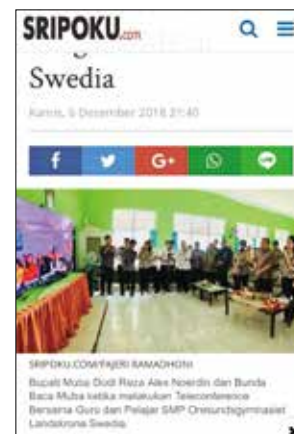 SRIPOKU.com
Swedia
Kamis, 6 Desember 2018 21:40
f G+
SRIPOKU.COM/FAJERI RAMADHONI
Bupati Muba Dodi Reza Alex Noerdin dan Bunda
Baca Muba ketika melakukan Teleconference
Bersama Guru dan Pelajar SMP Oresundsgymnasiet
Landskrona Swedia.